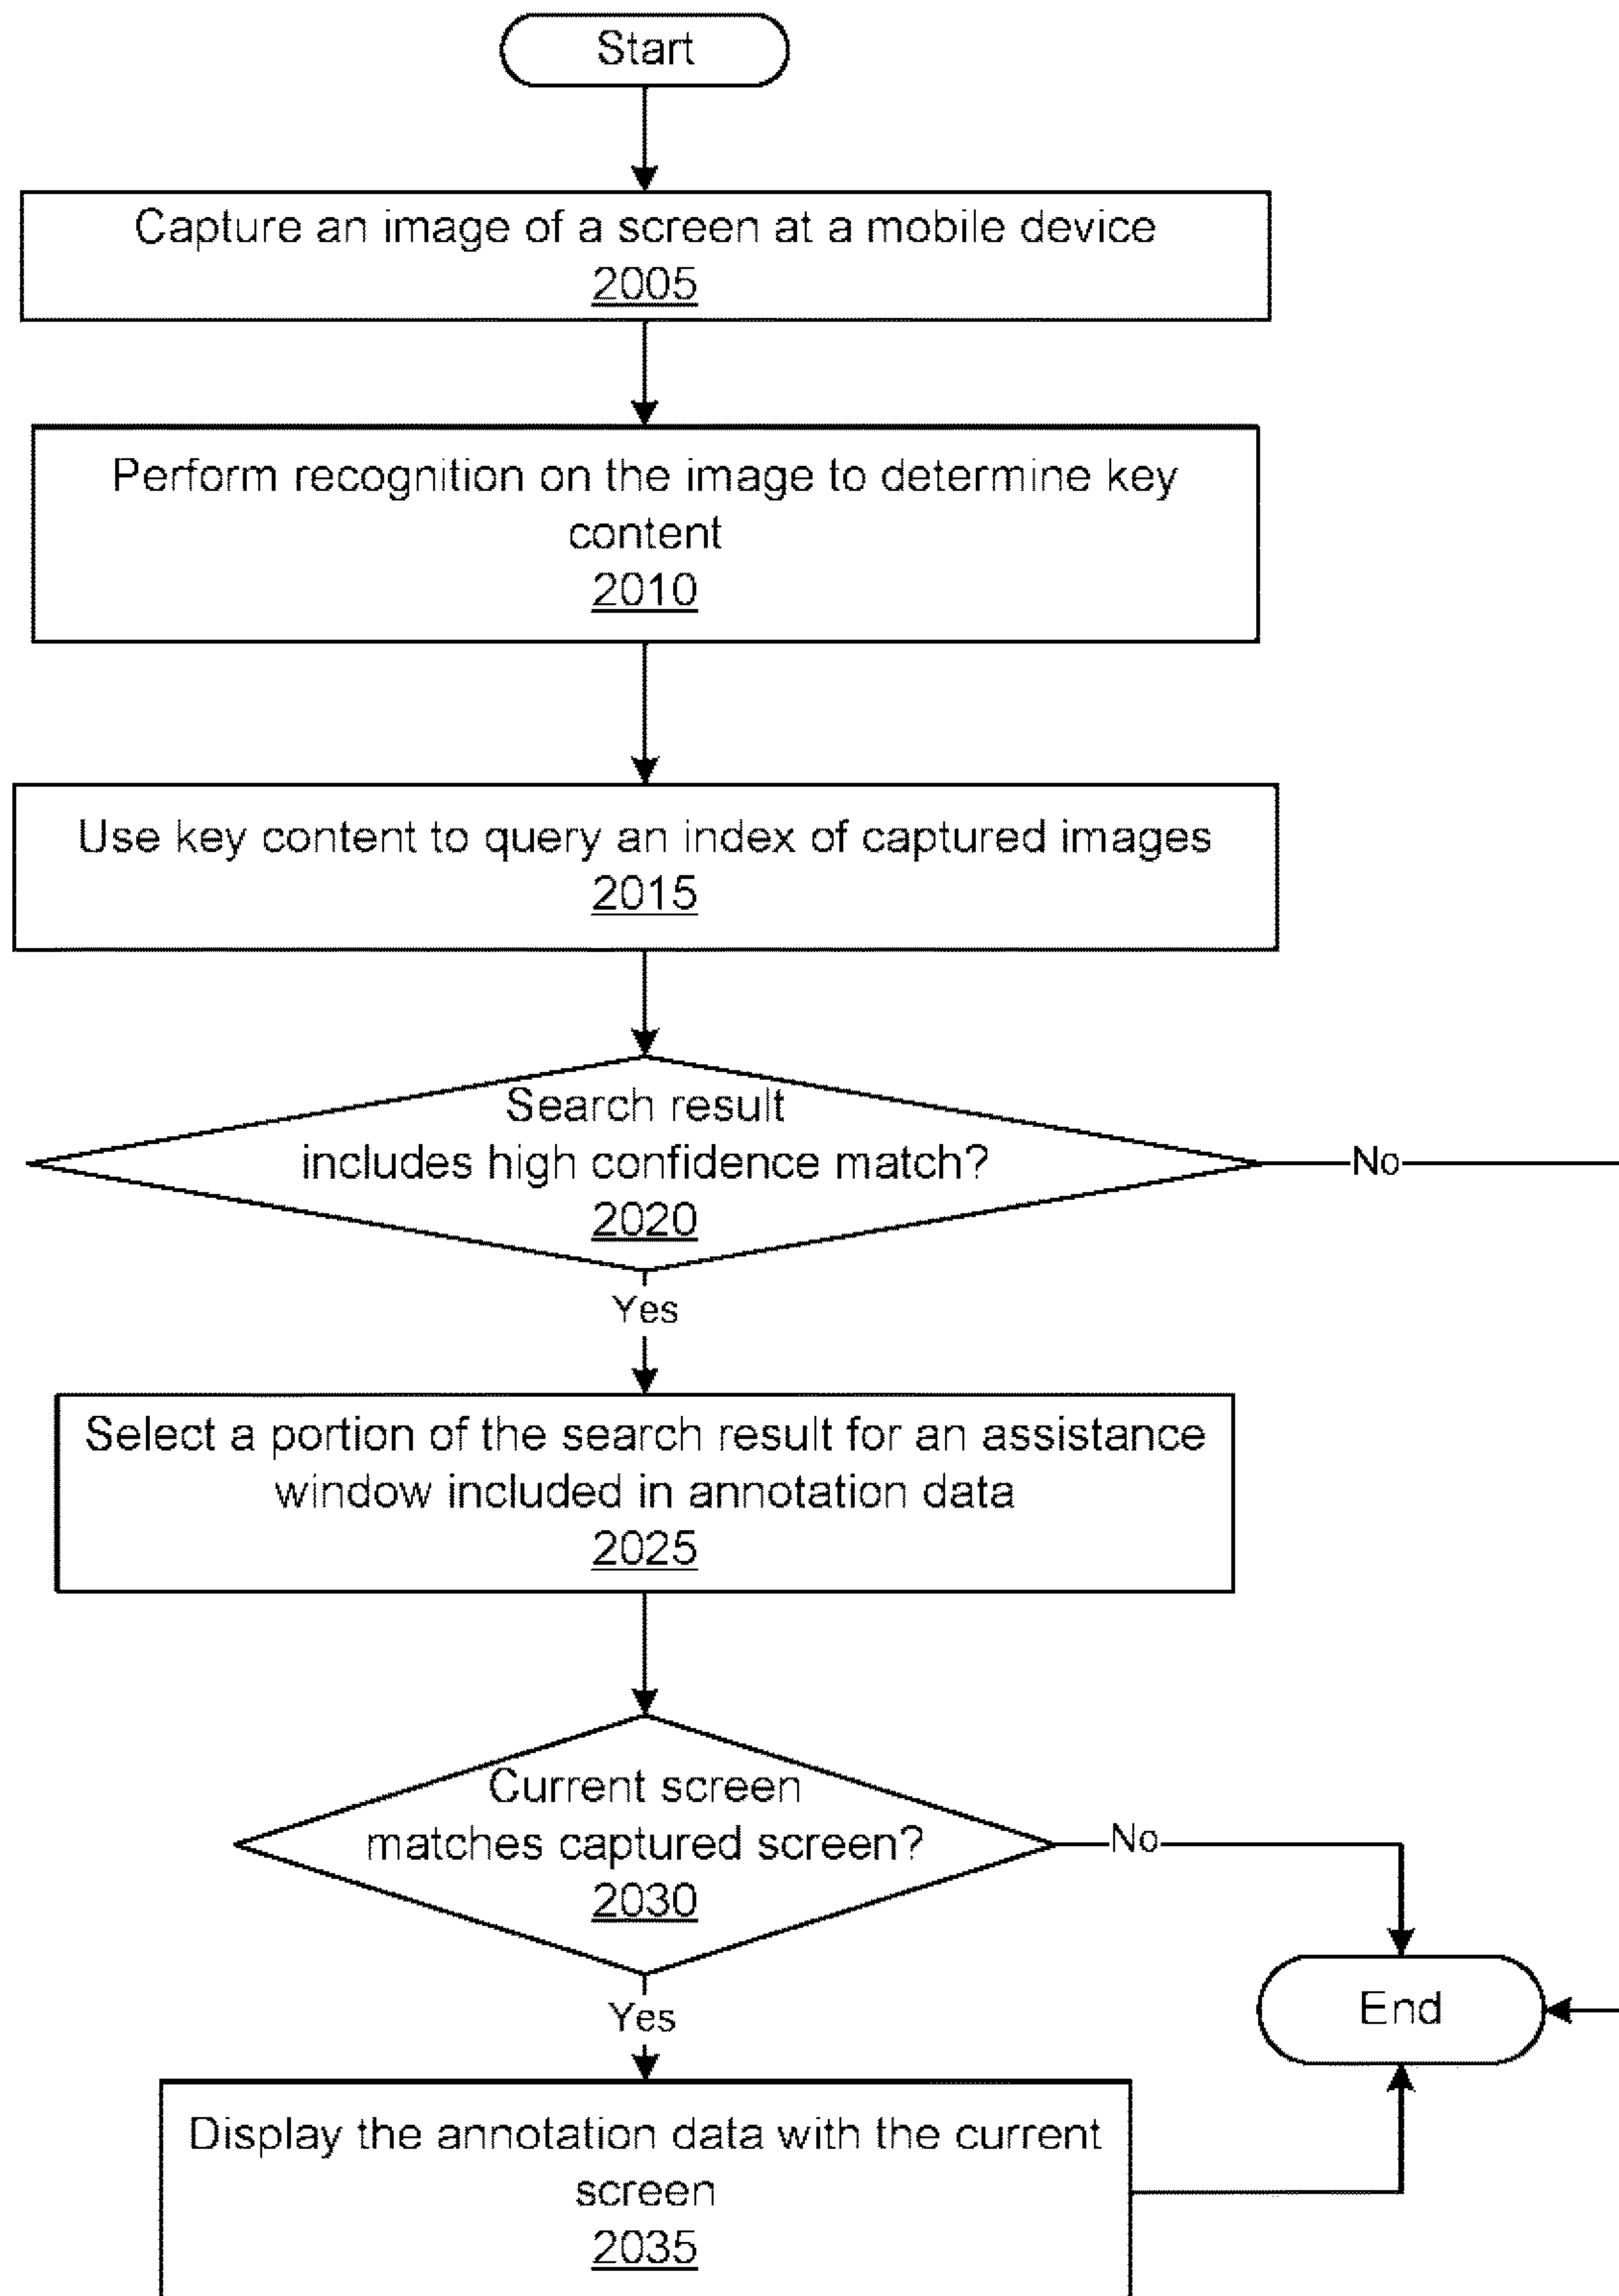 Start
Capture an image of a screen at a mobile device
2005
Perform recognition on the image to determine key
content
2010
Use key content to query an index of captured images
2015
Search result
includes high confidence match?
2020
No
Yes
Select a portion of the search result for an assistance
window included in annotation data
2025
Current screen
matches captured screen?
2030
No
Yes
End
Display the annotation data with the current
screen
2035